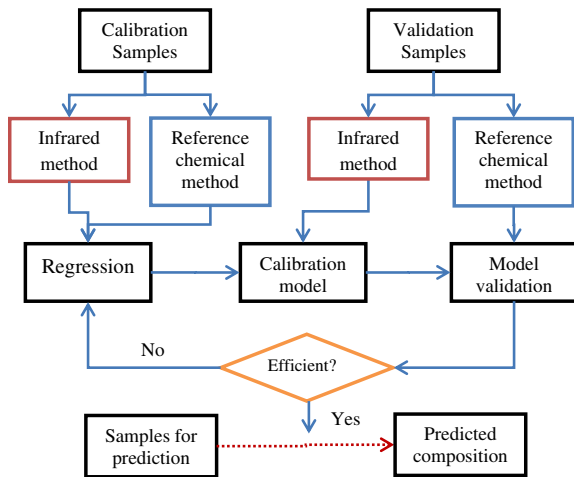 Calibration
Samples
Validation
Samples
Infrared
method
Reference
chemical
method
Infrared
method
Reference
chemical
method
Regression
Calibration
model
Model
validation
No
Efficient?
Yes
Samples for
prediction
Predicted
composition